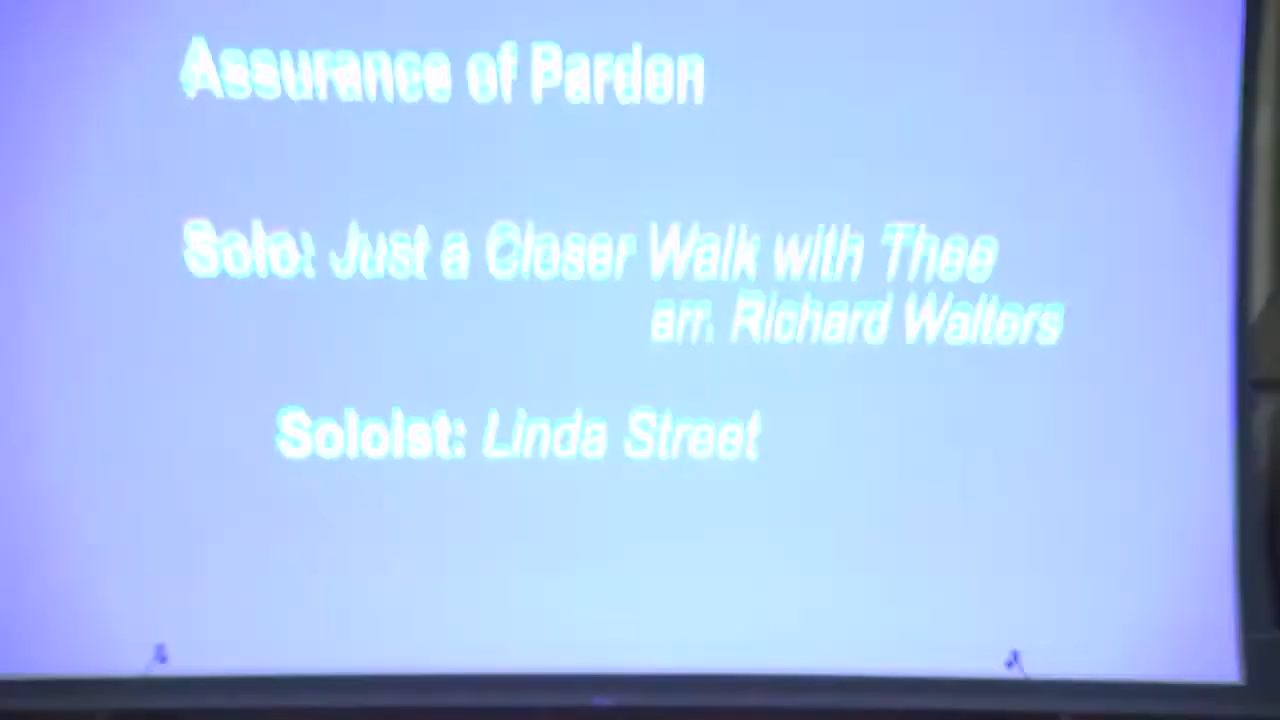 Assurance of Pardon
Solo: Just a Closer Walk with Thee
arr. Richard Walters
Soloist: Linda Street